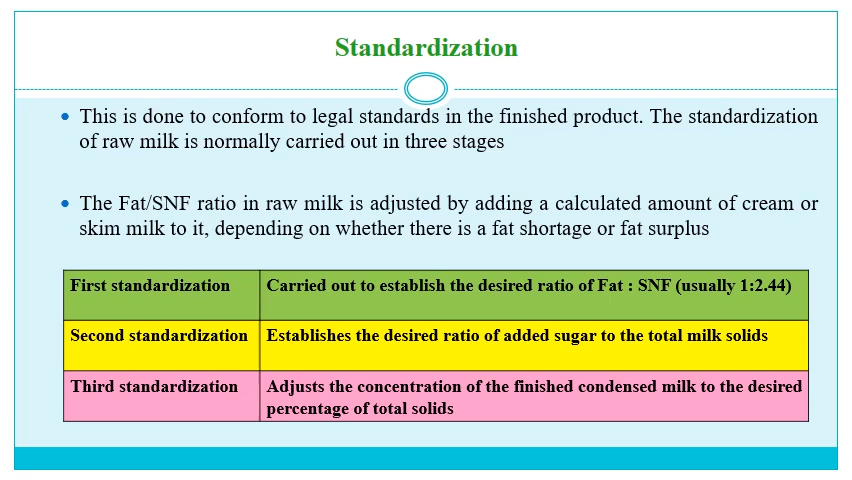 Standardization
This is done to conform to legal standards in the finished product. The standardization
of raw milk is normally carried out in three stages
The Fat/SNF ratio in raw milk is adjusted by adding a calculated amount of cream or
skim milk to it, depending on whether there is a fat shortage or fat surplus
First standardization Carried out to establish the desired ratio of Fat : SNF (usually 1:2.44)
Second standardization Establishes the desired ratio of added sugar to the total milk solids
Third standardization Adjusts the concentration of the finished condensed milk to the desired
percentage of total solids